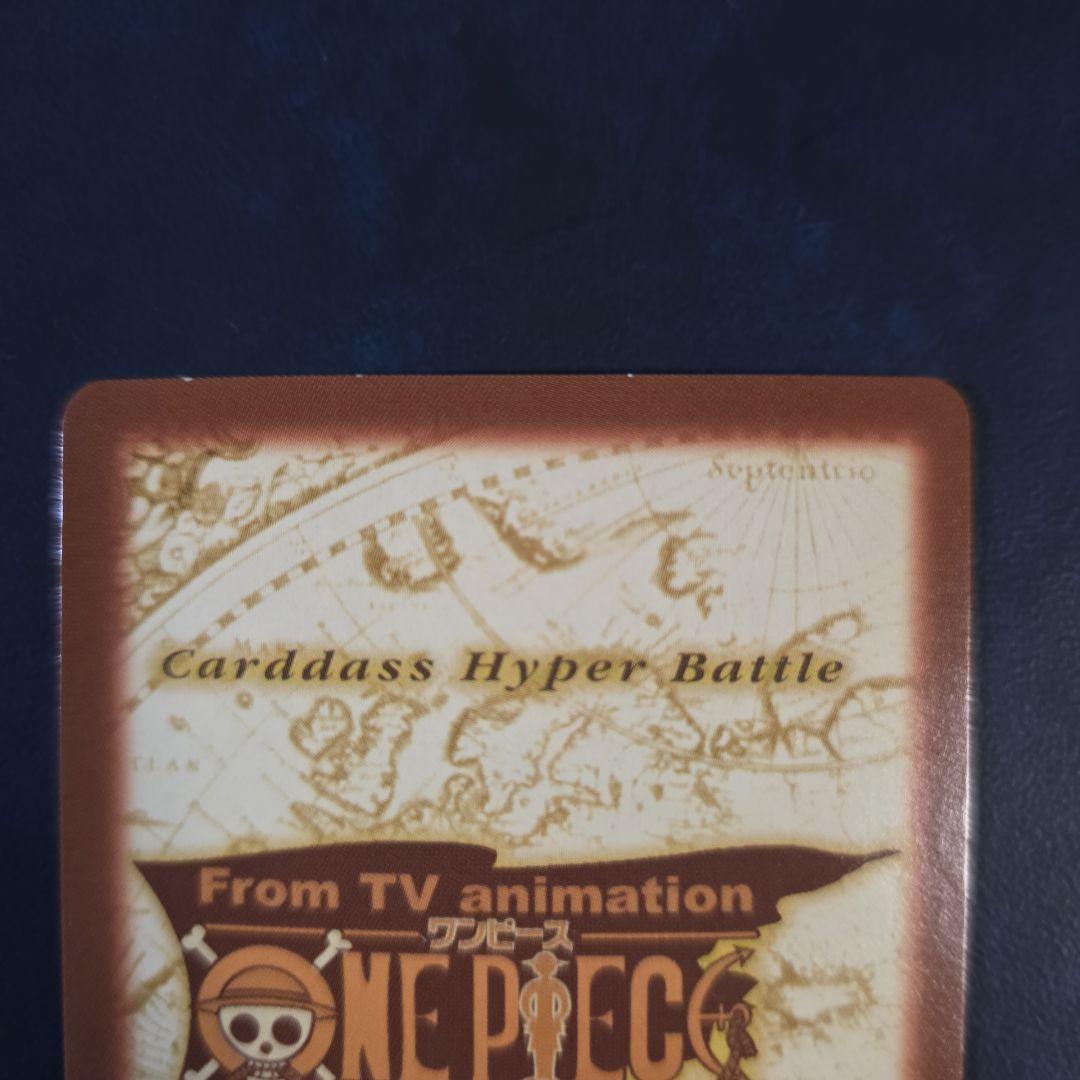 Septentrio
Carddass Hyper Battle
From TV animation
ワンピース
ONE PIECE